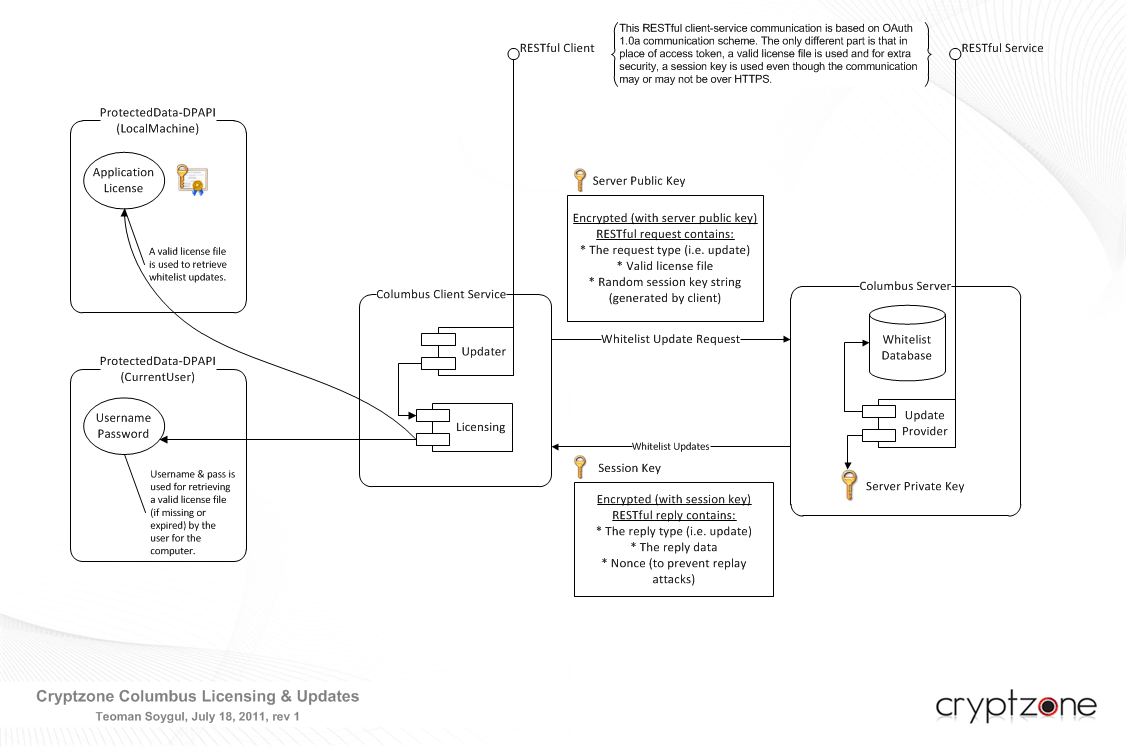 This RESTful client-service communication is based on OAuth
1.0a communication scheme. The only different part is that in
place of access token, a valid license file is used and for extra
security, a session key is used even though the communication
may or may not be over HTTPS.
RESTful Client
RESTful Service
ProtectedData-DPAPI
(LocalMachine)
Application
License
A valid license file
is used to retrieve
whitelist updates.
Server Public Key
Encrypted (with server public key)
RESTful request contains:
* The request type (i.e. update)
* Valid license file
* Random session key string
(generated by client)
Columbus Client Service
Updater
Licensing
Whitelist Update Request
Columbus Server
Whitelist
Database
Update
Provider
Server Private Key
ProtectedData-DPAPI
(CurrentUser)
Username
Password
Username & pass is
used for retrieving
a valid license file
(if missing or
expired) by the
user for the
computer.
Whitelist Updates
Session Key
Encrypted (with session key)
RESTful reply contains:
* The reply type (i.e. update)
* The reply data
* Nonce (to prevent replay
attacks)
Cryptzone Columbus Licensing & Updates
Teoman Soygul, July 18, 2011, rev 1
cryptzone